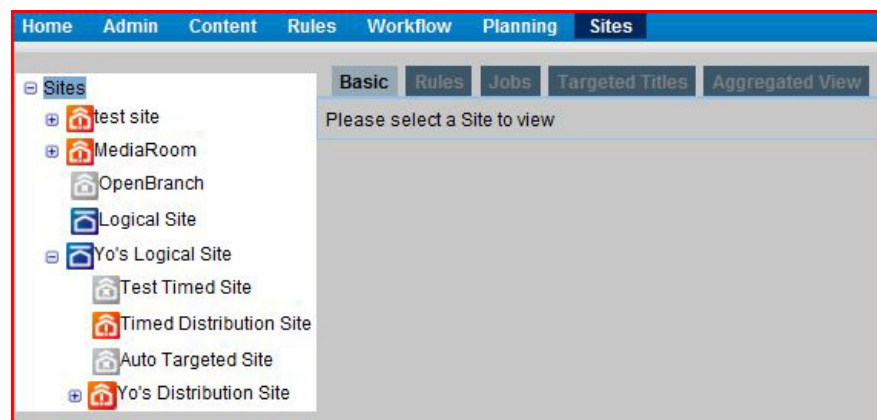 Home Admin Content Rules Workflow Planning Sites
Sites
test site
MediaRoom
OpenBranch
Logical Site
Yo's Logical Site
Test Timed Site
Timed Distribution Site
Auto Targeted Site
Yo's Distribution Site
Basic Rules Jobs Targeted Titles Aggregated View
Please select a Site to view